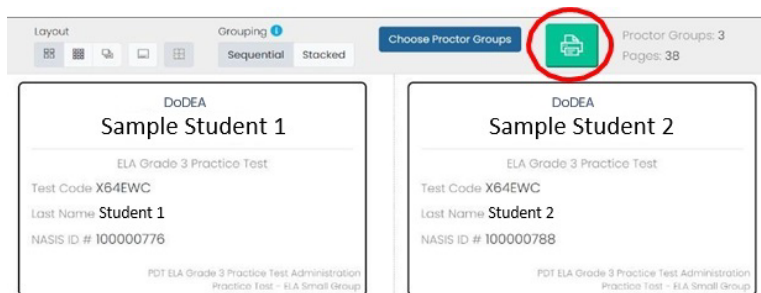 Layout Grouping
Sequential Stacked Choose Proctor Groups Proctor Groups: 3
Pages: 38
DoDEA
Sample Student 1
ELA Grade 3 Practice Test
Test Code X64EWC
Last Name Student 1
NASIS ID # 100000776
PDT ELA Grade 3 Practice Test Administration
Practice Test - ELA Small Group
DoDEA
Sample Student 2
ELA Grade 3 Practice Test
Test Code X64EWC
Last Name Student 2
NASIS ID # 100000788
PDT ELA Grade 3 Practice Test Administration
Practice Test - ELA Small Group